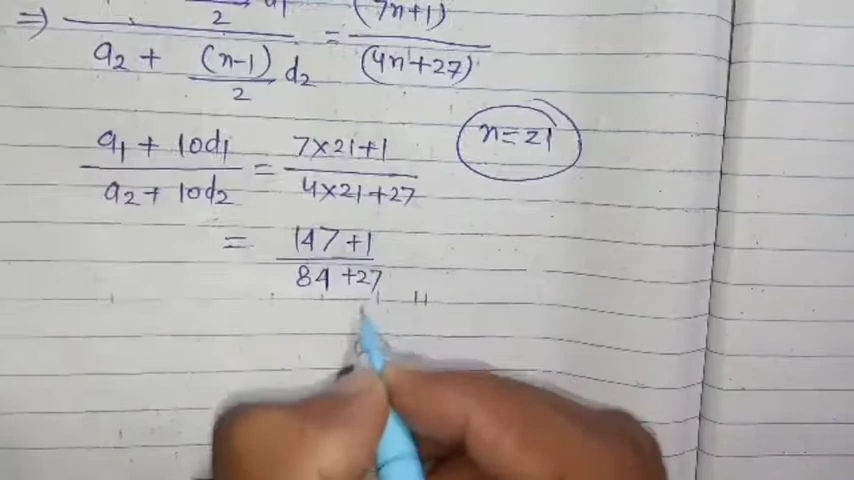 ⇒ a₂ + (n-1)/2 d₂ = (7n+1)/(4n+27)
(a₁ + 10d₁)/(a₂ + 10d₂) = (7×21+1)/(4×21+27) n=21
= (147+1)/(84+27)